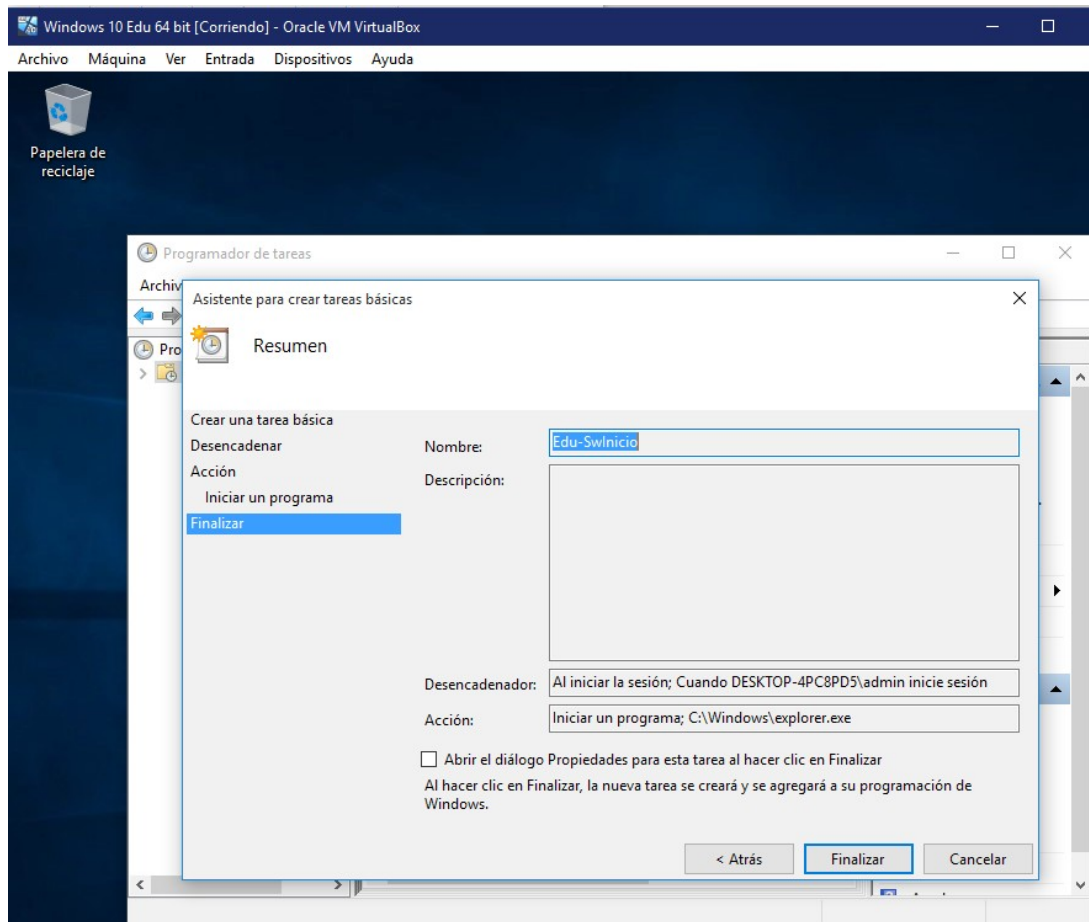 Windows 10 Edu 64 bit [Corriendo] - Oracle VM VirtualBox
Archivo Máquina Ver Entrada Dispositivos Ayuda
Papelera de
reciclaje
Programador de tareas
Archiv
Asistente para crear tareas básicas
Pro
Resumen
Crear una tarea básica
Desencadenar
Acción
Iniciar un programa
Finalizar
Nombre: Edu-SwInicio
Descripción:
Desencadenador: Al iniciar la sesión; Cuando DESKTOP-4PC8PD5\admin inicie sesión
Acción: Iniciar un programa; C:\Windows\explorer.exe
Abrir el diálogo Propiedades para esta tarea al hacer clic en Finalizar
Al hacer clic en Finalizar, la nueva tarea se creará y se agregará a su programación de
Windows.
< Atrás Finalizar Cancelar